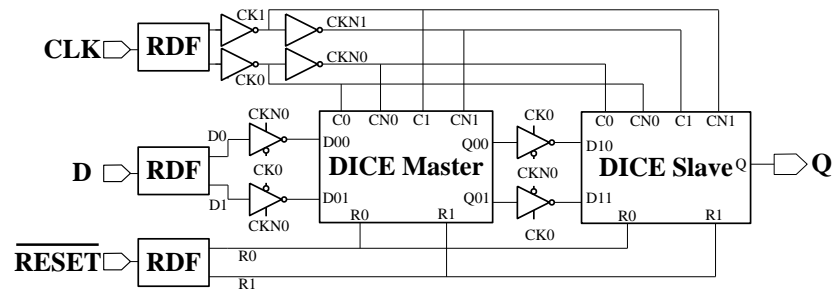 CK1
CKN1
CLK RDF
CKN0
CK0
CKN0 C0 CN0 C1 CN1 CK0 C0 CN0 C1 CN1
D0 D00 Q00 D10
D RDF CK0 DICE Master CKN0 DICE Slave Q Q
D1 D01 Q01 D11
CKN0 R0 R1 CK0 R0 R1
RESET RDF R0
R1